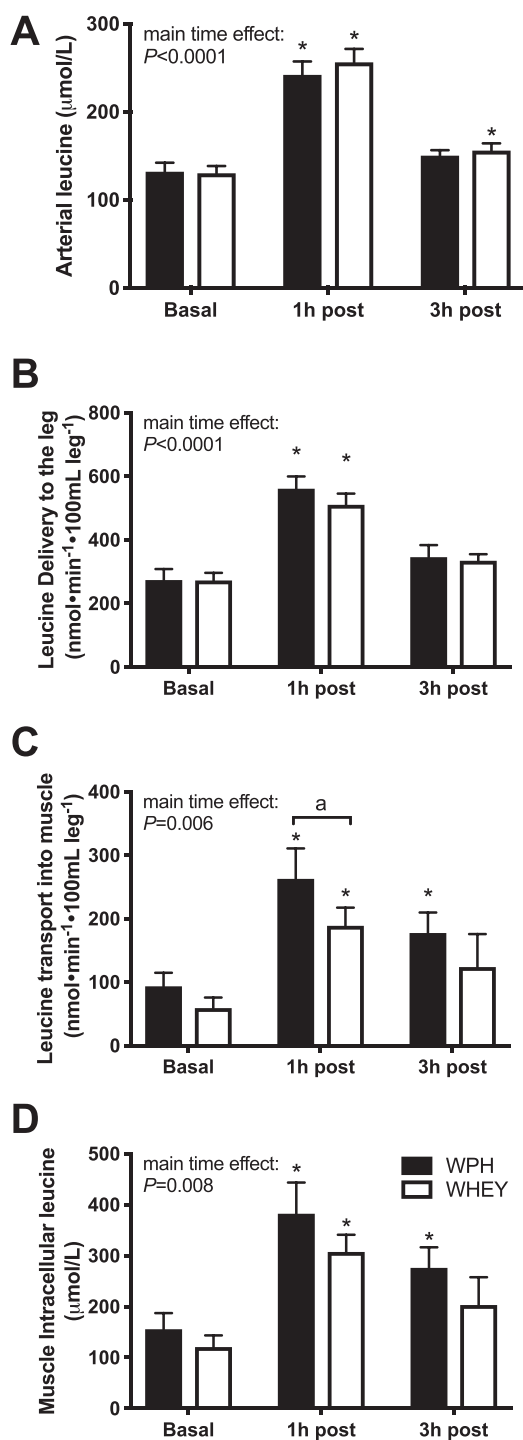 A
Arterial leucine (μmol/L)
main time effect:
P<0.0001
300
200
100
0
* *
*
Basal 1h post 3h post
B
Leucine Delivery to the leg
(nmol•min⁻¹•100mL leg⁻¹)
main time effect:
P<0.0001
800
600
400
200
0
* *
Basal 1h post 3h post
C
Leucine transport into muscle
(nmol•min⁻¹•100mL leg⁻¹)
main time effect:
P=0.006
400
300
200
100
0
a
*
* *
Basal 1h post 3h post
D
Muscle Intracellular leucine
(μmol/L)
main time effect:
P=0.008
WPH
WHEY
500
400
300
200
100
0
*
* *
Basal 1h post 3h post